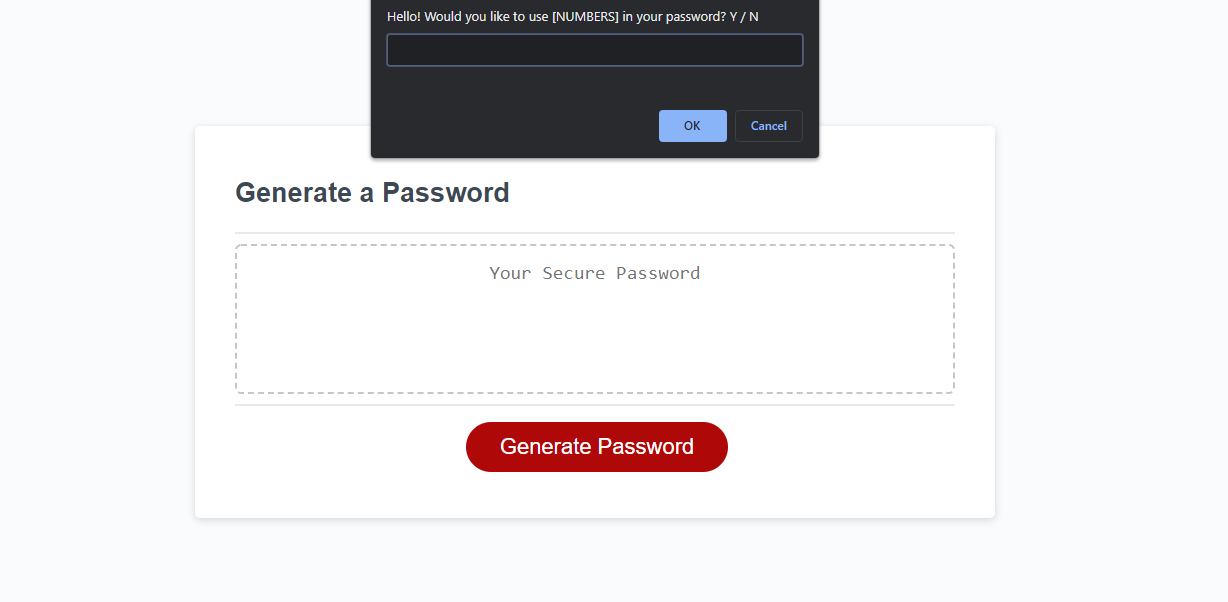 Hello! Would you like to use [NUMBERS] in your password? Y / N
OK
Cancel
Generate a Password
Your Secure Password
Generate Password